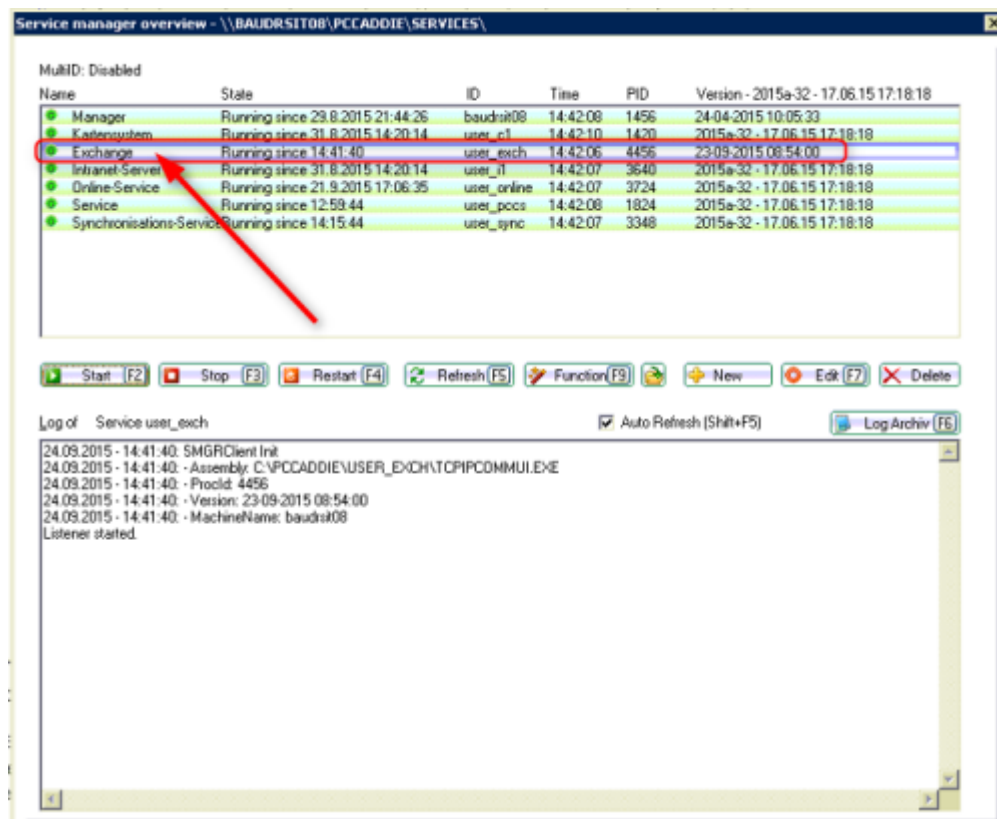 Service manager overview - \\BAUDRSIT08\PCCADDIE\SERVICES\
MultiID: Disabled
Name State ID Time PID Version - 2015a-32 - 17.06.15 17:18:18
Manager Running since 29.8.2015 21:44:26 baudrsit08 14:42:08 1456 24-04-2015 10:05:33
Kartensystem Running since 31.8.2015 14:20:14 user_c1 14:42:10 1420 2015a-32 - 17.06.15 17:18:18
Exchange Running since 14:41:40 user_exch 14:42:06 4456 23-09-2015 08:54:00
Intranet-Server Running since 31.8.2015 14:20:14 user_i1 14:42:07 3640 2015a-32 - 17.06.15 17:18:18
Online-Service Running since 21.9.2015 17:06:35 user_online 14:42:07 3724 2015a-32 - 17.06.15 17:18:18
Service Running since 12:59:44 user_pccs 14:42:08 1824 2015a-32 - 17.06.15 17:18:18
Synchronisations-Service Running since 14:15:44 user_sync 14:42:07 3348 2015a-32 - 17.06.15 17:18:18
Start F2 Stop F3 Restart F4 Refresh F5 Function F9 New Edit F7 Delete
Log of Service user_exch Auto Refresh (Shift+F5) Log Archiv F6
24.09.2015 - 14:41:40: SMGRClient Init
24.09.2015 - 14:41:40: - Assembly: C:\PCCADDIE\USER_EXCH\TCPIPCOMMUI.EXE
24.09.2015 - 14:41:40: - ProcId: 4456
24.09.2015 - 14:41:40: - Version: 23-09-2015 08:54:00
24.09.2015 - 14:41:40: - MachineName: baudrsit08
Listener started.